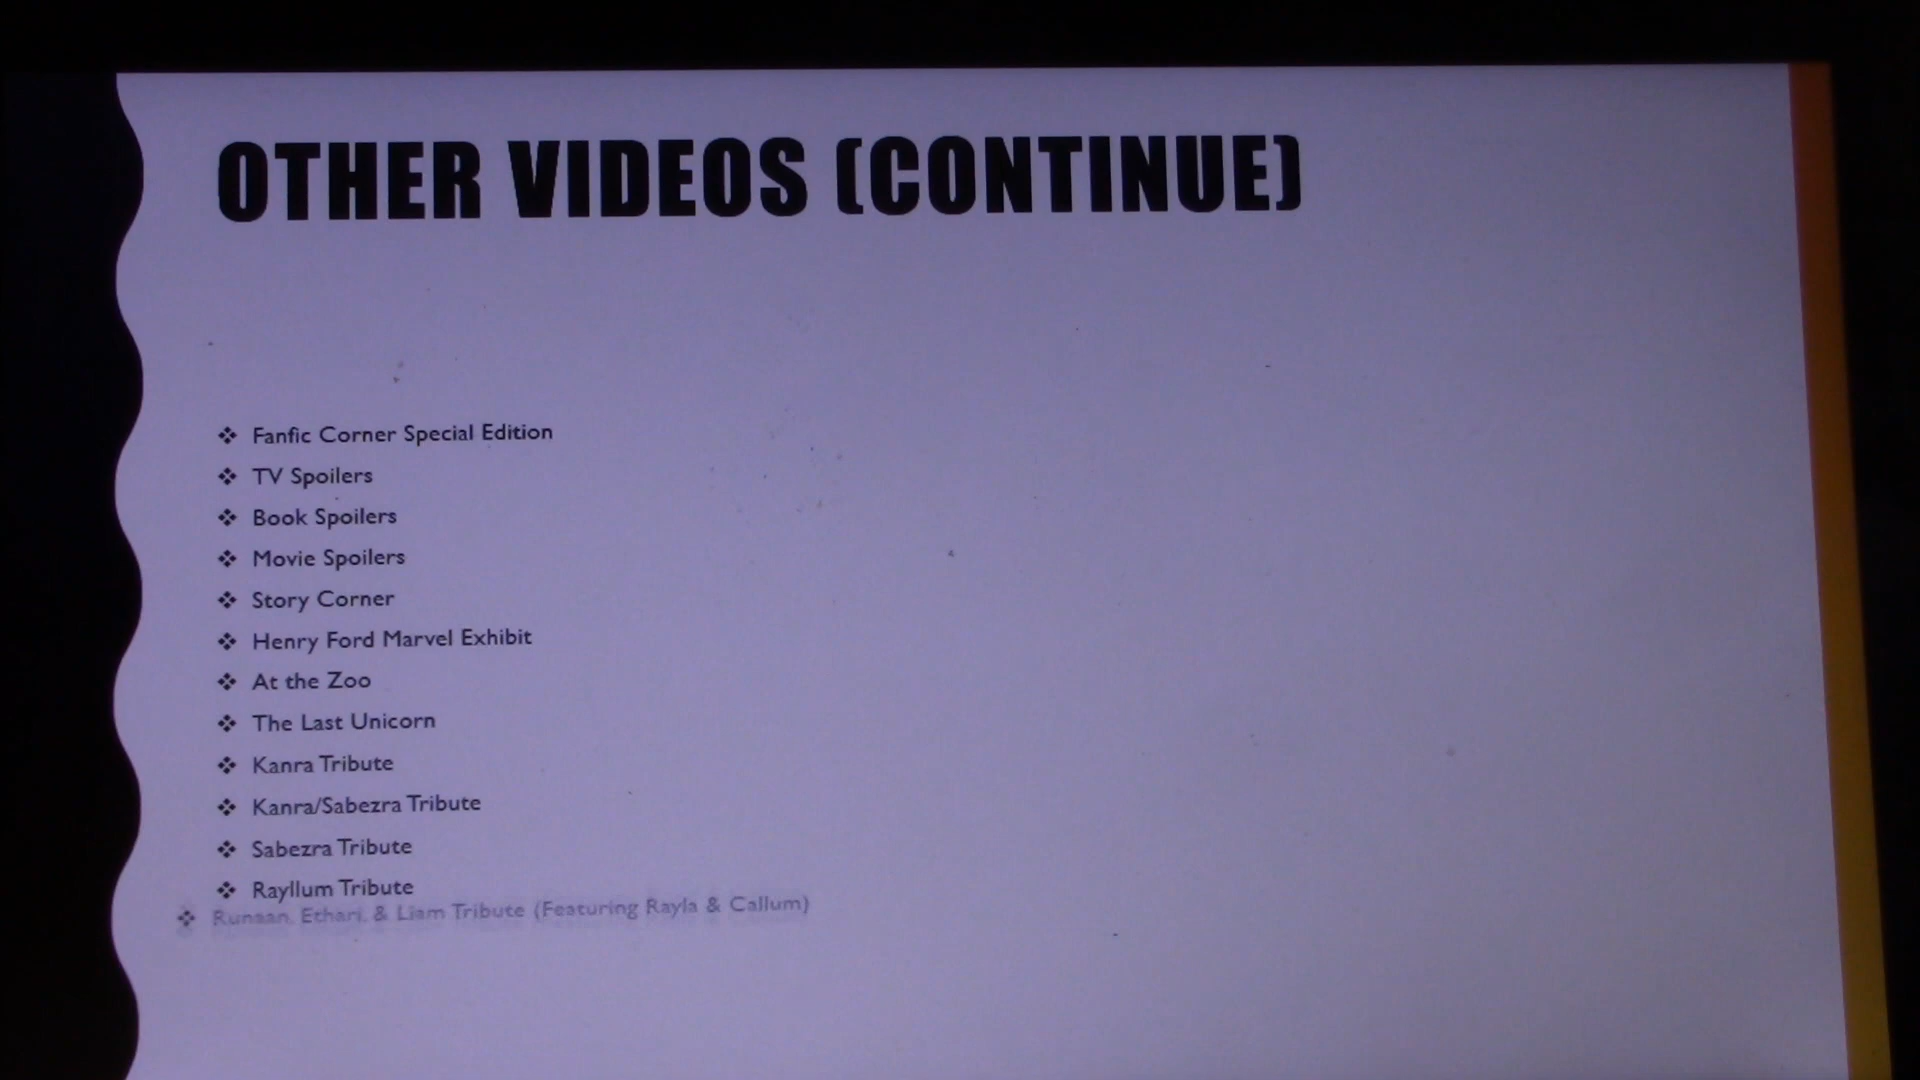 OTHER VIDEOS (CONTINUE)
❖ Fanfic Corner Special Edition
❖ TV Spoilers
❖ Book Spoilers
❖ Movie Spoilers
❖ Story Corner
❖ Henry Ford Marvel Exhibit
❖ At the Zoo
❖ The Last Unicorn
❖ Kanra Tribute
❖ Kanra/Sabezra Tribute
❖ Sabezra Tribute
❖ Rayllum Tribute
❖ Runaan, Ethari, & Liam Tribute (Featuring Rayla & Callum)